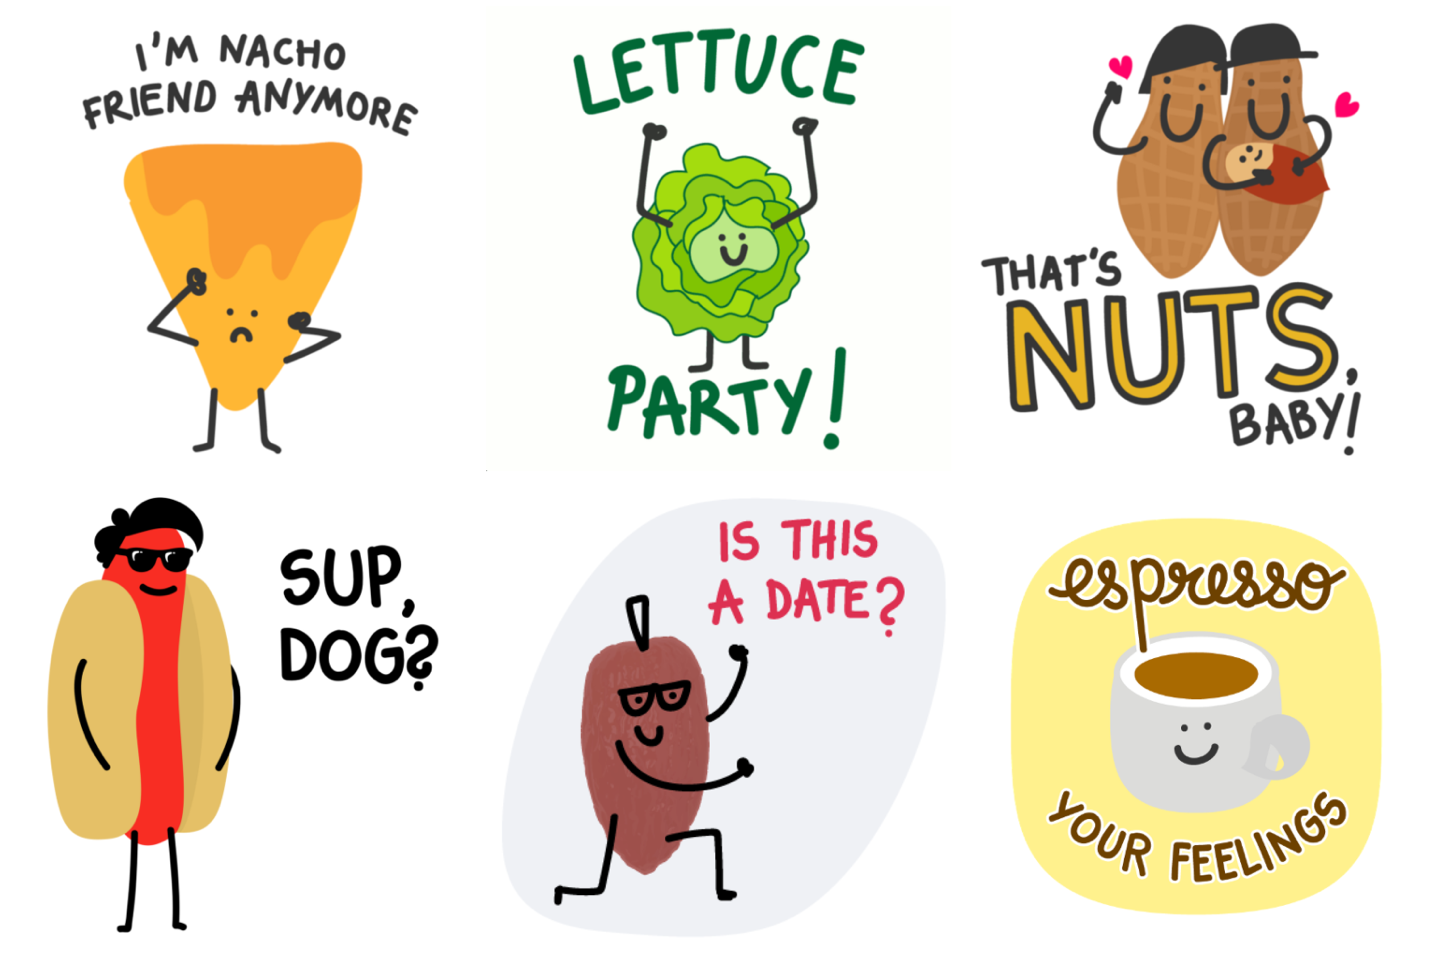 I'M NACHO
FRIEND ANYMORE
LETTUCE
PARTY!
THAT'S
NUTS,
BABY!
SUP,
DOG?
IS THIS
A DATE?
espresso
YOUR FEELINGS